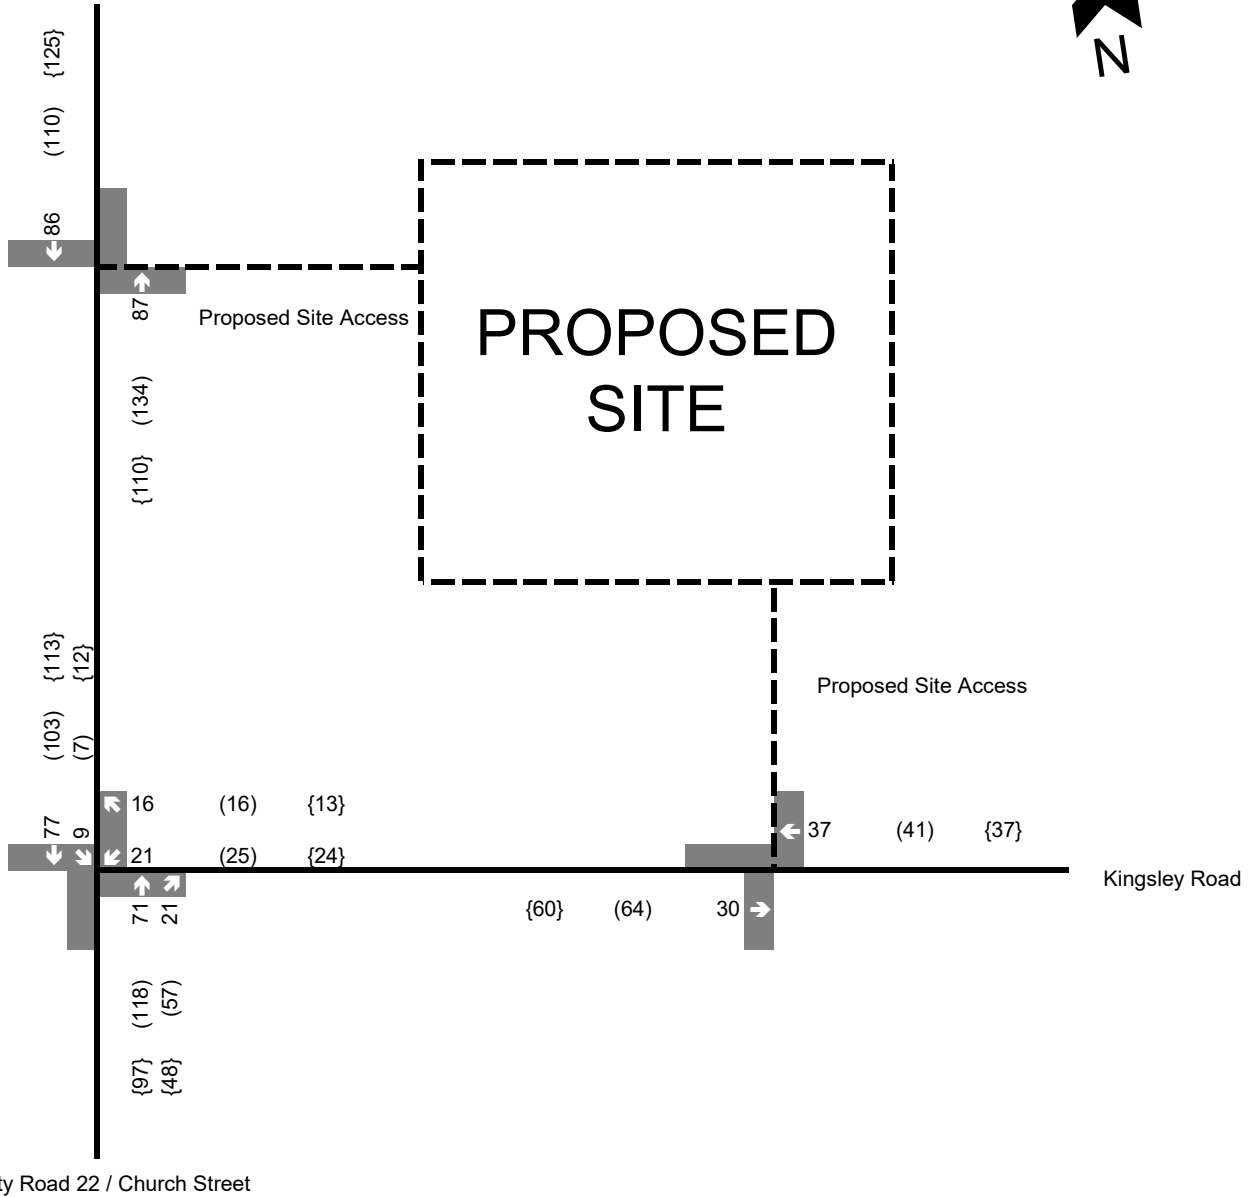 N
{125}
(110)
86
87
(134)
{110}
Proposed Site Access
PROPOSED
SITE
{113}
{12}
(103)
(7)
77
9
Proposed Site Access
16 (16) {13}
21 (25) {24}
37 (41) {37}
Kingsley Road
{60} (64) 30
71
21
(118)
(57)
{97}
{48}
ty Road 22 / Church Street